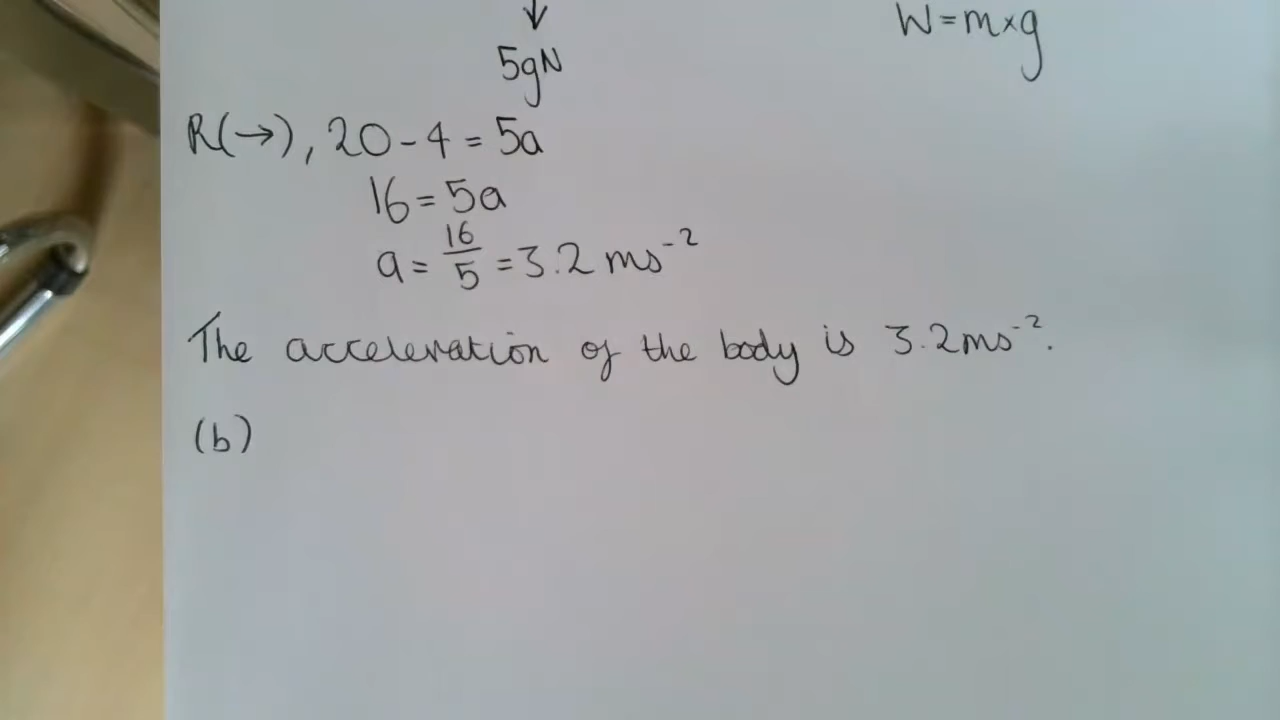 W=m×g
↓
5gN
R(→), 20-4 = 5a
16 = 5a
a = 16/5 = 3.2 ms⁻²
The acceleration of the body is 3.2ms⁻².
(b)